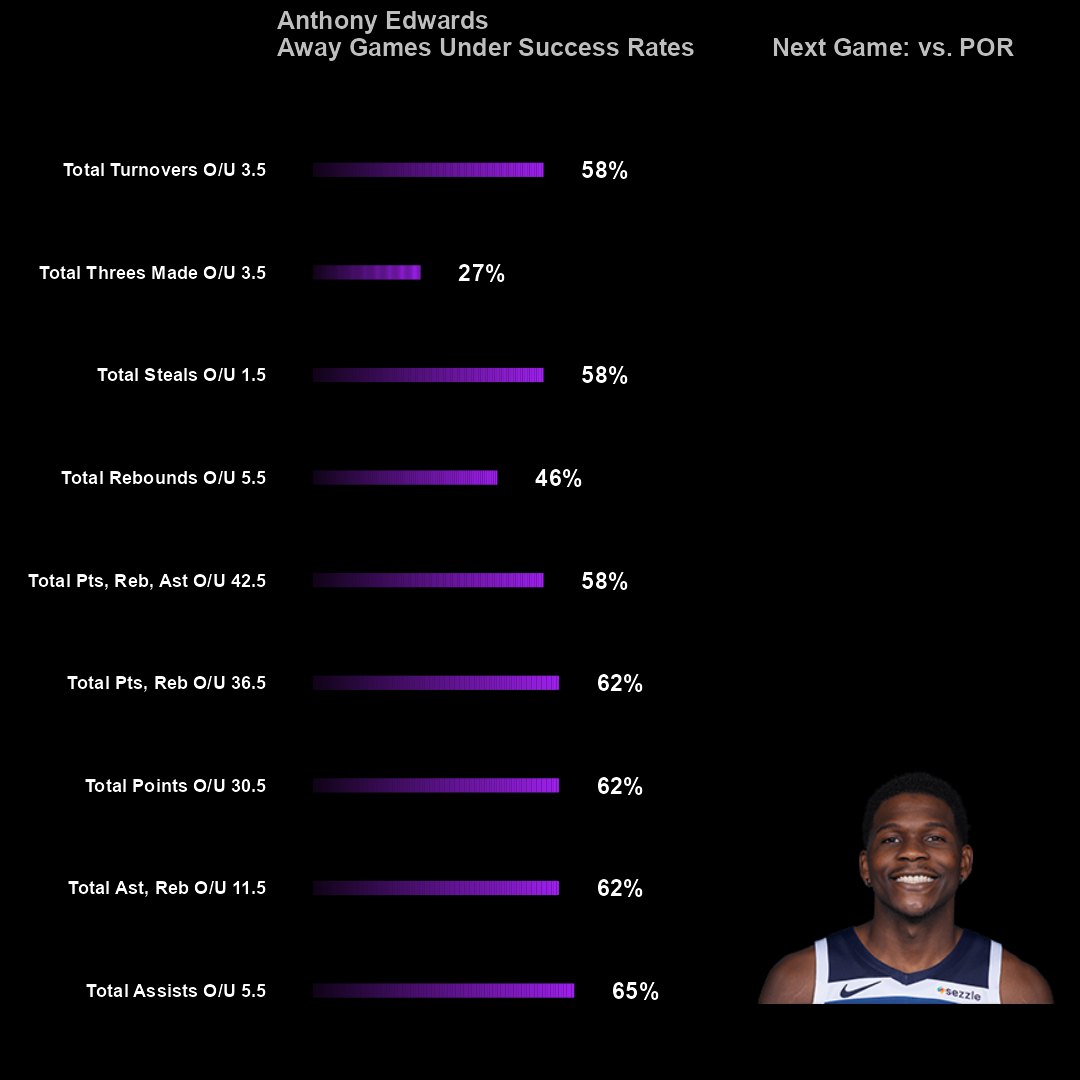 Anthony Edwards
Away Games Under Success Rates
Next Game: vs. POR
Total Turnovers O/U 3.5 58%
Total Threes Made O/U 3.5 27%
Total Steals O/U 1.5 58%
Total Rebounds O/U 5.5 46%
Total Pts, Reb, Ast O/U 42.5 58%
Total Pts, Reb O/U 36.5 62%
Total Points O/U 30.5 62%
Total Ast, Reb O/U 11.5 62%
Total Assists O/U 5.5 65%
sezzle